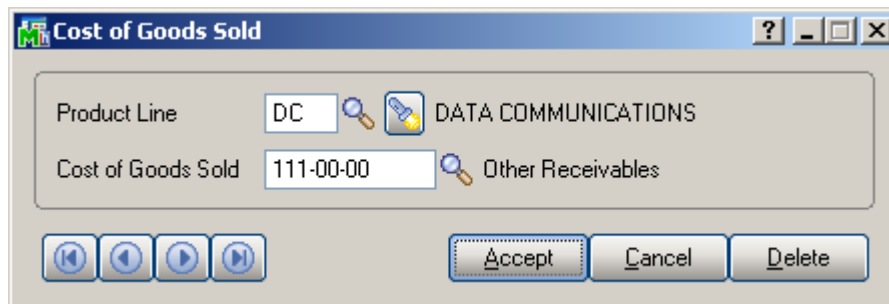 Cost of Goods Sold
Product Line DC DATA COMMUNICATIONS
Cost of Goods Sold 111-00-00 Other Receivables
Accept Cancel Delete